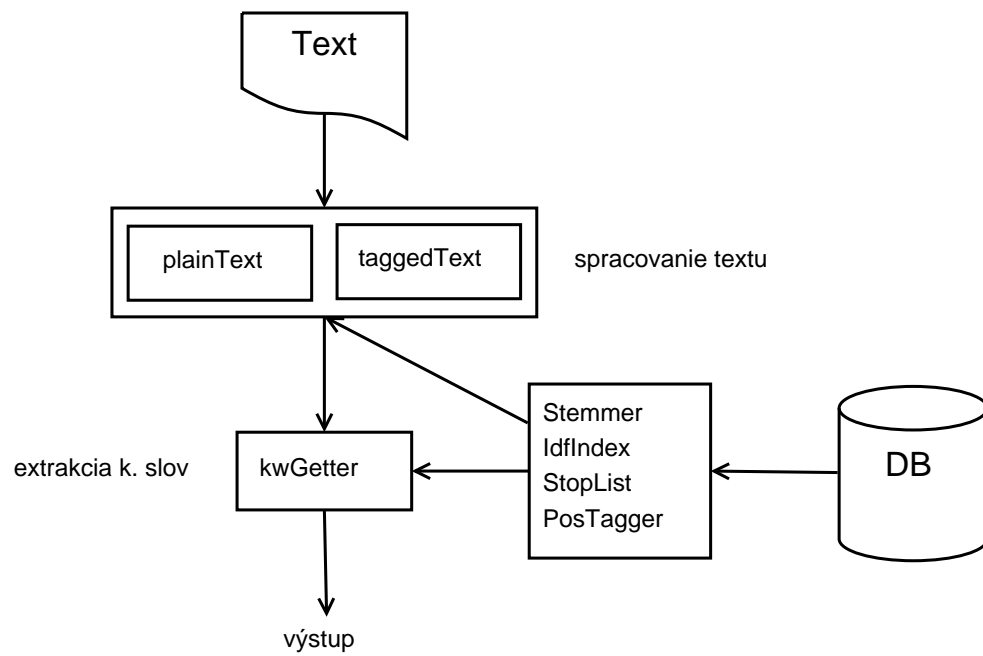 Text
plainText
taggedText
spracovanie textu
Stemmer
IdfIndex
StopList
PosTagger
DB
extrakcia k. slov
kwGetter
výstup